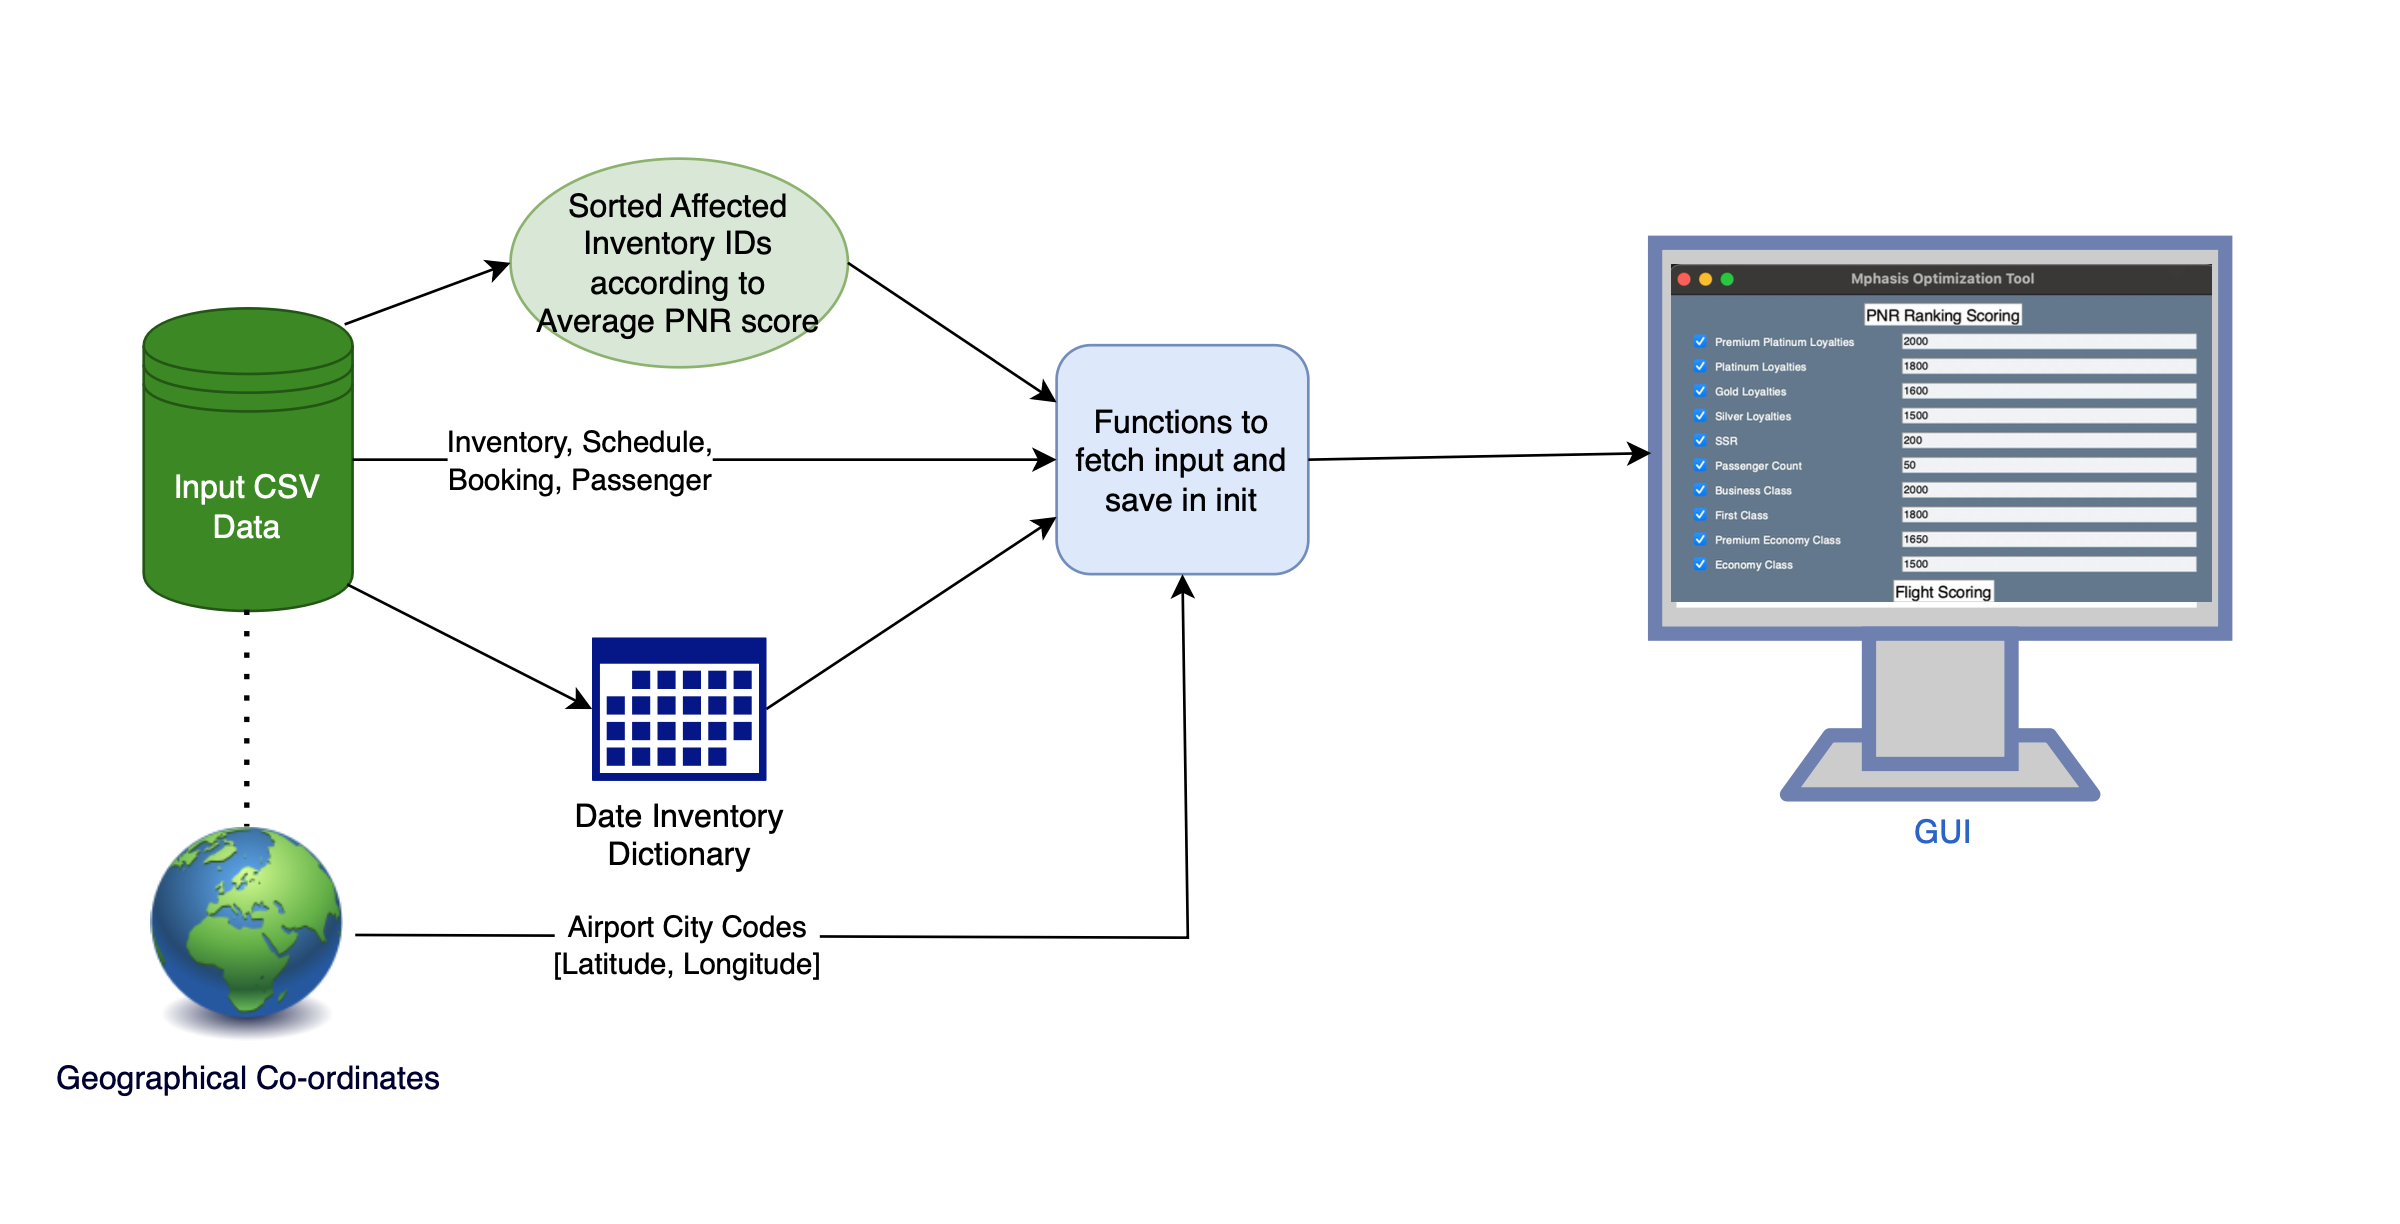 Sorted Affected
Inventory IDs
according to
Average PNR score
Input CSV
Data
Inventory, Schedule,
Booking, Passenger
Functions to
fetch input and
save in init
Date Inventory
Dictionary
Airport City Codes
[Latitude, Longitude]
Geographical Co-ordinates
Mphasis Optimization Tool
PNR Ranking Scoring
Premium Platinum Loyalties 2000
Platinum Loyalties 1800
Gold Loyalties 1600
Silver Loyalties 1500
SSR 200
Passenger Count 50
Business Class 2000
First Class 1800
Premium Economy Class 1650
Economy Class 1500
Flight Scoring
GUI